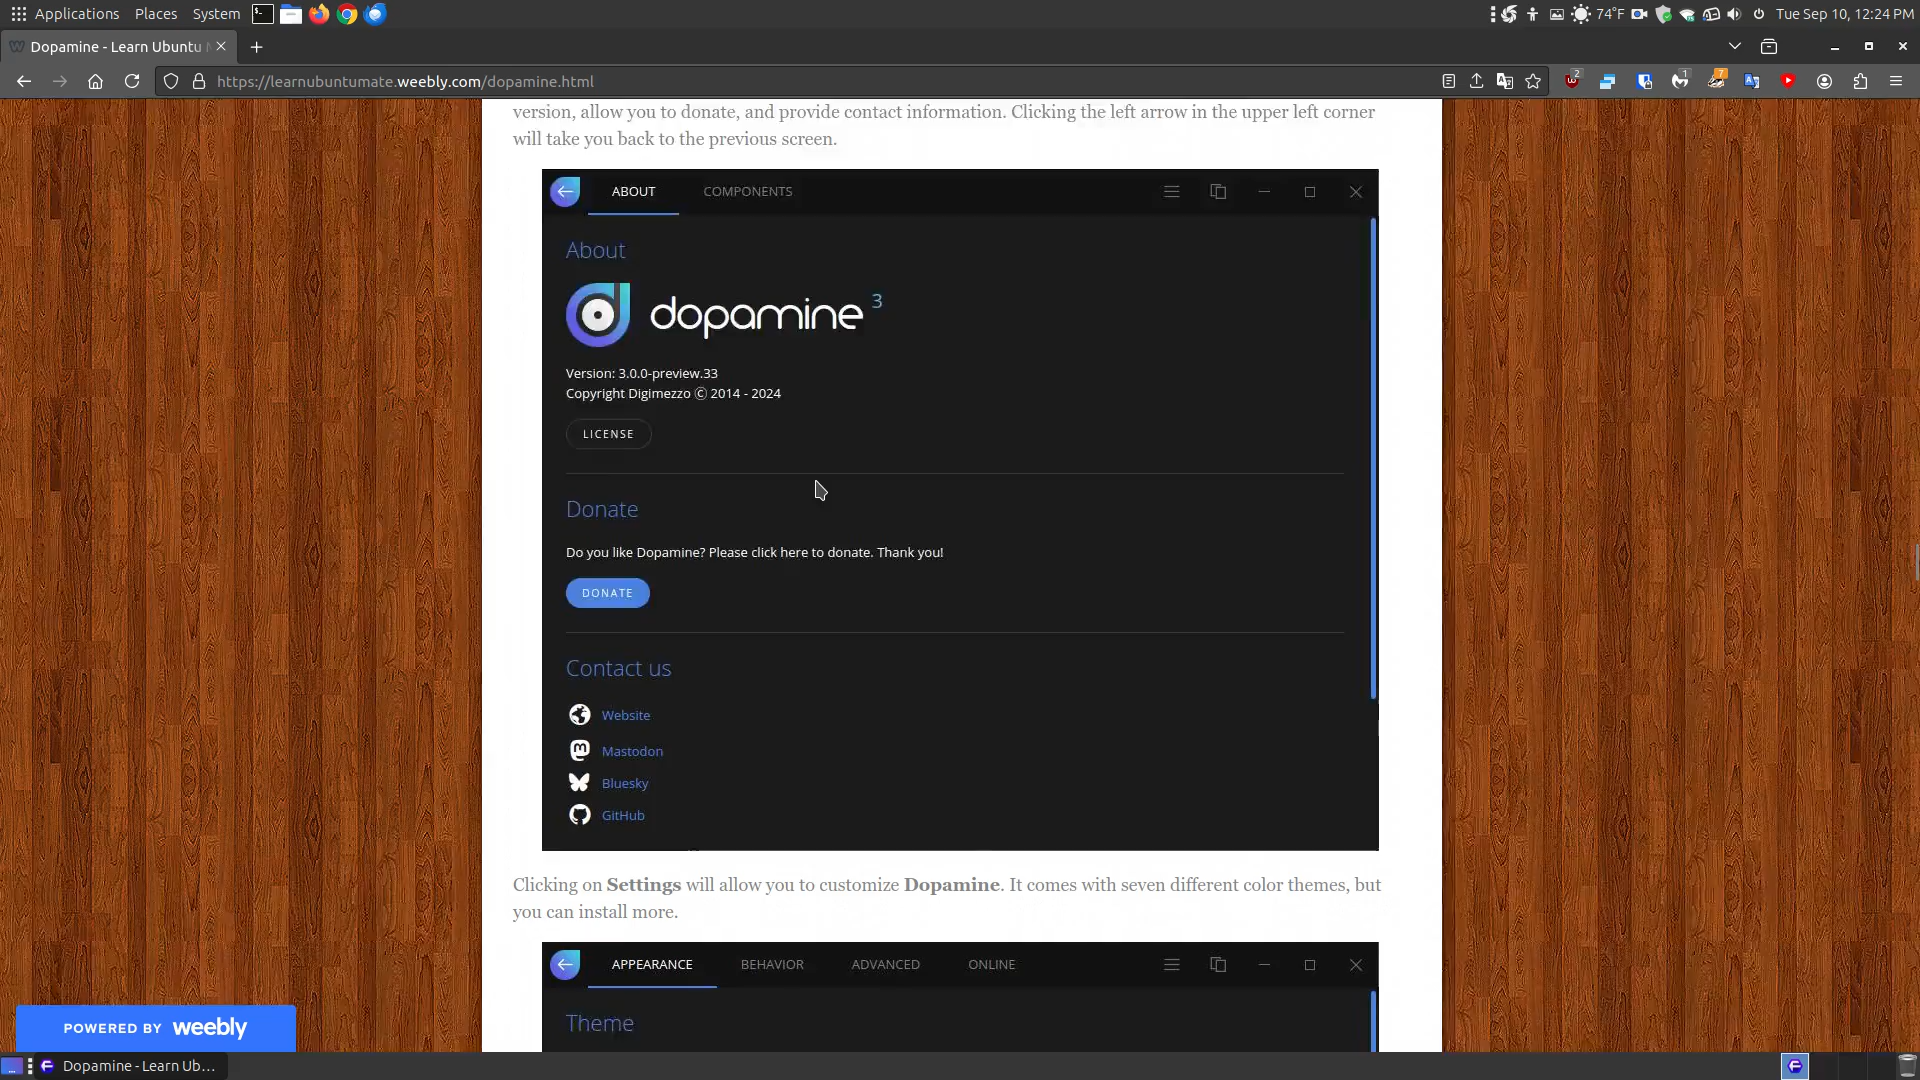 Applications Places System 74°F Tue Sep 10, 12:24 PM
Dopamine - Learn Ubuntu
https://learnubuntumate.weebly.com/dopamine.html 2 1 7
version, allow you to donate, and provide contact information. Clicking the left arrow in the upper left corner
will take you back to the previous screen.
ABOUT COMPONENTS
About
dopamine 3
Version: 3.0.0-preview.33
Copyright Digimezzo © 2014 - 2024
LICENSE
Donate
Do you like Dopamine? Please click here to donate. Thank you!
DONATE
Contact us
Website
Mastodon
Bluesky
GitHub
Clicking on Settings will allow you to customize Dopamine. It comes with seven different color themes, but
you can install more.
APPEARANCE BEHAVIOR ADVANCED ONLINE
Theme
POWERED BY weebly
Dopamine - Learn Ub...